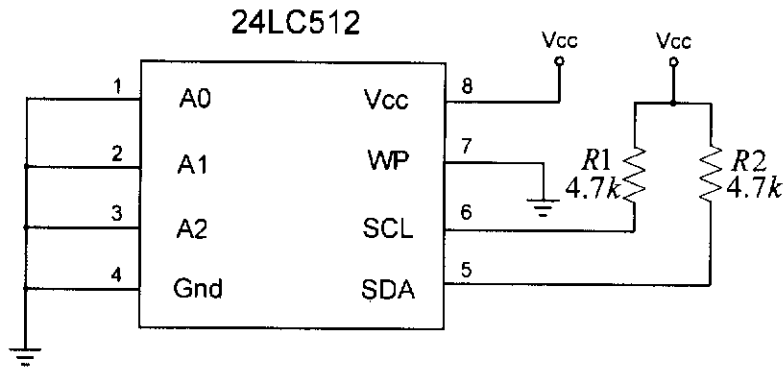 24LC512
Vcc Vcc
1 A0 Vcc 8
2 A1 WP 7
R1 R2
4.7k 4.7k
3 A2 SCL 6
4 Gnd SDA 5